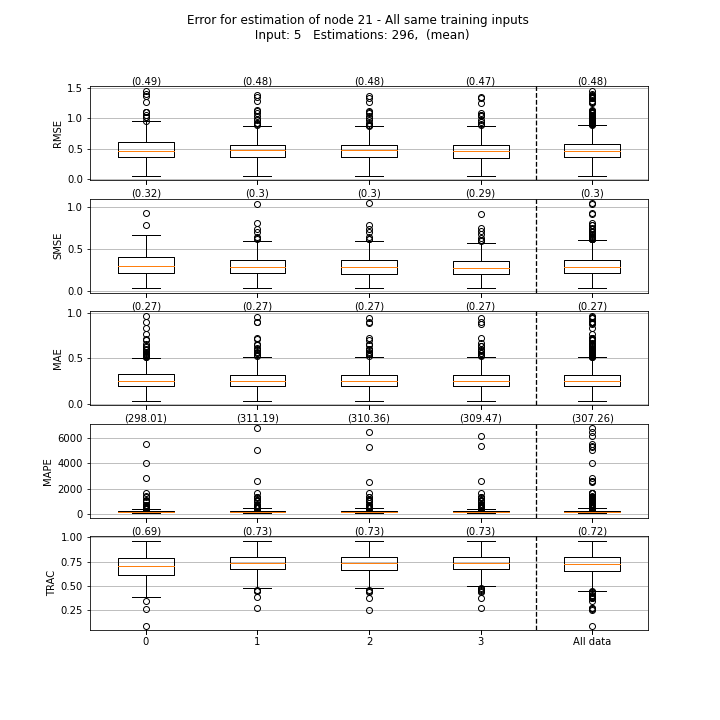 Error for estimation of node 21 - All same training inputs
Input: 5   Estimations: 296,  (mean)
(0.49) (0.48) (0.48) (0.47) (0.48)
1.5
1.0
0.5
0.0
RMSE
(0.32) (0.3) (0.3) (0.29) (0.3)
1.0
0.5
0.0
SMSE
(0.27) (0.27) (0.27) (0.27) (0.27)
1.0
0.5
0.0
MAE
(298.01) (311.19) (310.36) (309.47) (307.26)
6000
4000
2000
0
MAPE
(0.69) (0.73) (0.73) (0.73) (0.72)
1.00
0.75
0.50
0.25
TRAC
0 1 2 3 All data